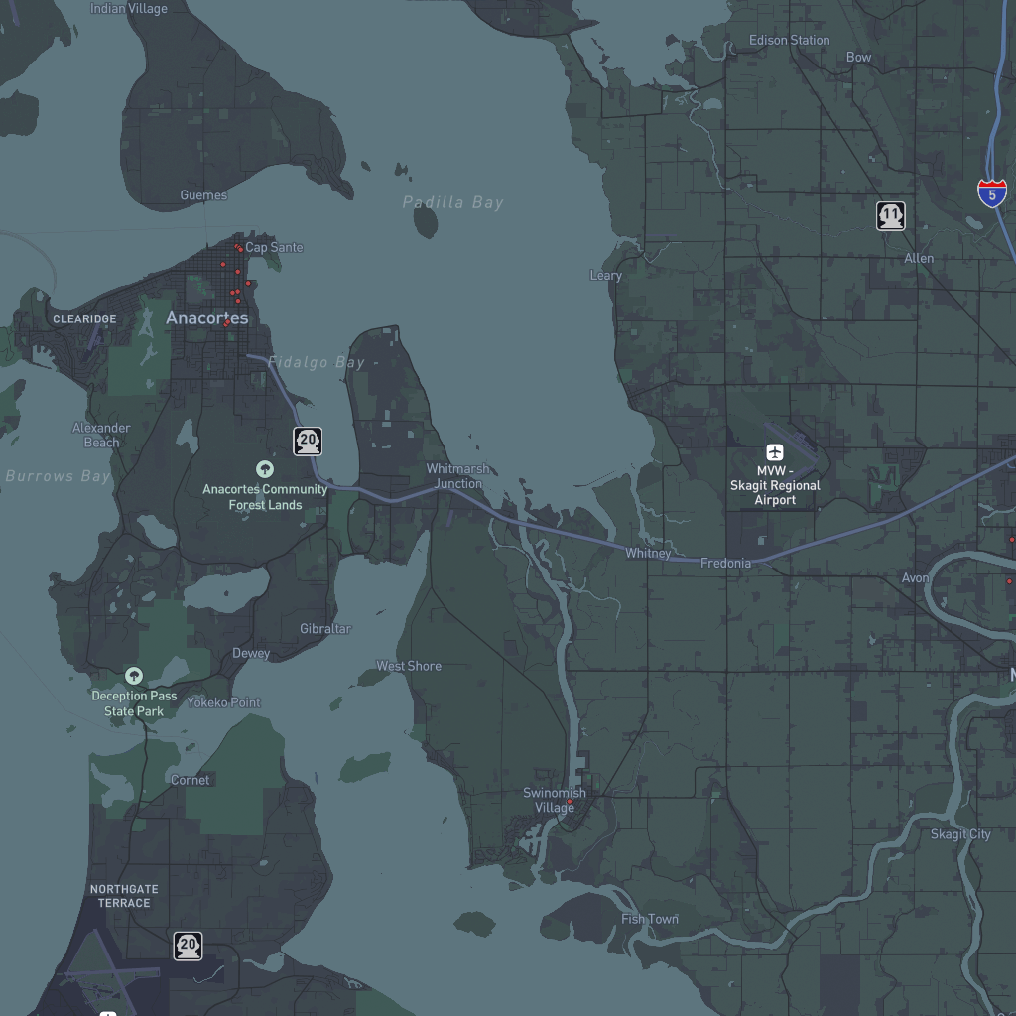 Indian Village
Edison Station
Bow
5
Guemes
Padilla Bay
11
Cap Sante
Allen
Leary
CLEARIDGE
Anacortes
Fidalgo Bay
Alexander
Beach
20
Burrows Bay
Whitmarsh
Junction
MVW -
Skagit Regional
Airport
Anacortes Community
Forest Lands
Whitney
Fredonia
Avon
Gibraltar
Dewey
West Shore
M
Deception Pass
State Park
Yokeko Point
Cornet
Swinomish
Village
Skagit City
NORTHGATE
TERRACE
Fish Town
20